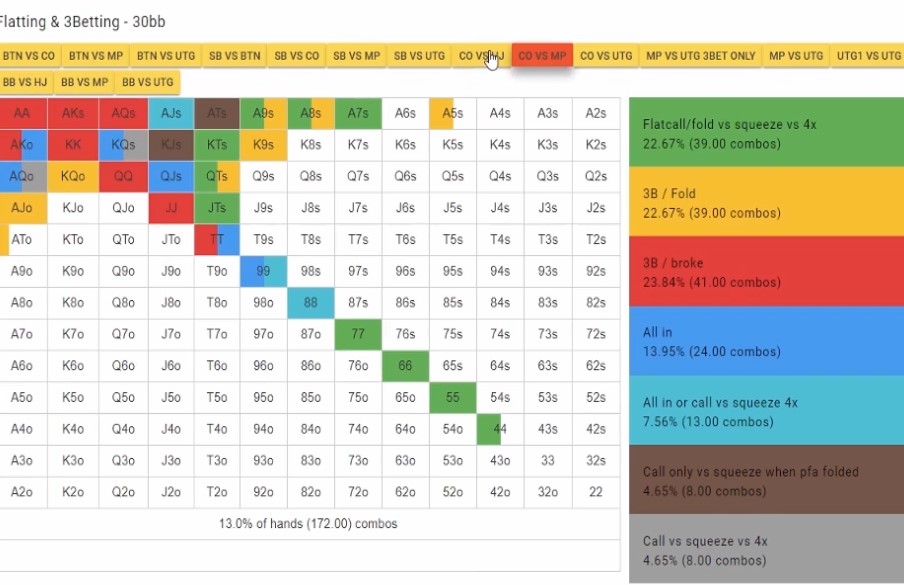 Flatting & 3Betting - 30bb
BTN VS CO BTN VS MP BTN VS UTG SB VS BTN SB VS CO SB VS MP SB VS UTG CO VS HJ CO VS MP CO VS UTG MP VS UTG 3BET ONLY MP VS UTG UTG1 VS UTG
BB VS HJ BB VS MP BB VS UTG
AA AKs AQs AJs ATs A9s A8s A7s A6s A5s A4s A3s A2s
AKo KK KQs KJs KTs K9s K8s K7s K6s K5s K4s K3s K2s
AQo KQo QQ QJs QTs Q9s Q8s Q7s Q6s Q5s Q4s Q3s Q2s
AJo KJo QJo JJ JTs J9s J8s J7s J6s J5s J4s J3s J2s
ATo KTo QTo JTo TT T9s T8s T7s T6s T5s T4s T3s T2s
A9o K9o Q9o J9o T9o 99 98s 97s 96s 95s 94s 93s 92s
A8o K8o Q8o J8o T8o 98o 88 87s 86s 85s 84s 83s 82s
A7o K7o Q7o J7o T7o 97o 87o 77 76s 75s 74s 73s 72s
A6o K6o Q6o J6o T6o 96o 86o 76o 66 65s 64s 63s 62s
A5o K5o Q5o J5o T5o 95o 85o 75o 65o 55 54s 53s 52s
A4o K4o Q4o J4o T4o 94o 84o 74o 64o 54o 44 43s 42s
A3o K3o Q3o J3o T3o 93o 83o 73o 63o 53o 43o 33 32s
A2o K2o Q2o J2o T2o 92o 82o 72o 62o 52o 42o 32o 22
13.0% of hands (172.00) combos
Flatcall/fold vs squeeze vs 4x
22.67% (39.00 combos)
3B / Fold
22.67% (39.00 combos)
3B / broke
23.84% (41.00 combos)
All in
13.95% (24.00 combos)
All in or call vs squeeze 4x
7.56% (13.00 combos)
Call only vs squeeze when pfa folded
4.65% (8.00 combos)
Call vs squeeze vs 4x
4.65% (8.00 combos)